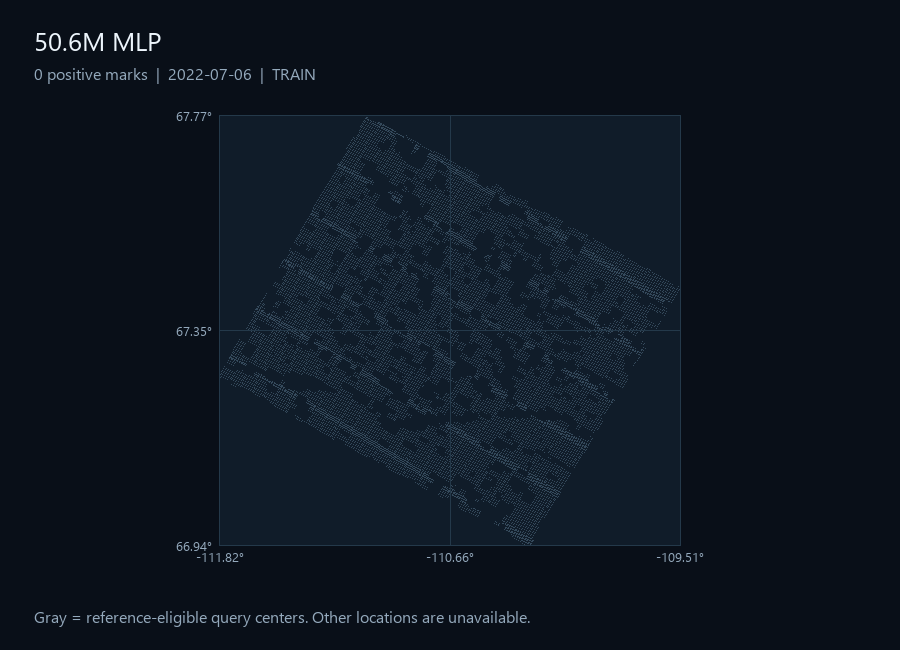 50.6M MLP
0 positive marks | 2022-07-06 | TRAIN
67.77°
67.35°
66.94°
-111.82°
-110.66°
-109.51°
Gray = reference-eligible query centers. Other locations are unavailable.